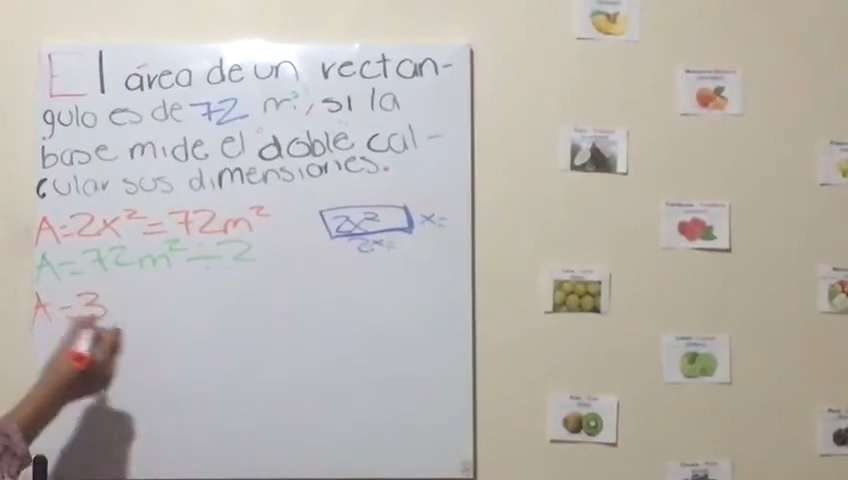 El área de un rectan-
gulo es de 72 m², si la
base mide el doble cal-
cular sus dimensiones.
A=2x²=72m²
A=72m²÷2
A=3
2x² x=
2x=